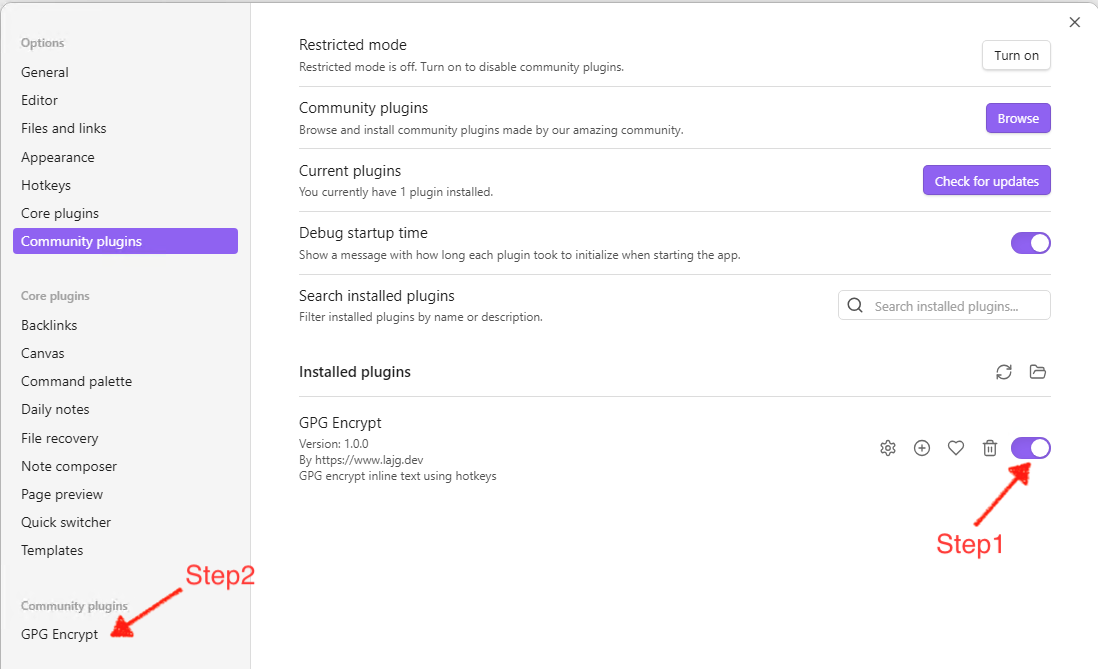 Options
General
Editor
Files and links
Appearance
Hotkeys
Core plugins
Community plugins
Core plugins
Backlinks
Canvas
Command palette
Daily notes
File recovery
Note composer
Page preview
Quick switcher
Templates
Step2
Community plugins
GPG Encrypt
Restricted mode
Restricted mode is off. Turn on to disable community plugins.
Turn on
Community plugins
Browse and install community plugins made by our amazing community.
Browse
Current plugins
You currently have 1 plugin installed.
Check for updates
Debug startup time
Show a message with how long each plugin took to initialize when starting the app.
Search installed plugins
Filter installed plugins by name or description.
Search installed plugins...
Installed plugins
GPG Encrypt
Version: 1.0.0
By https://www.lajg.dev
GPG encrypt inline text using hotkeys
Step1